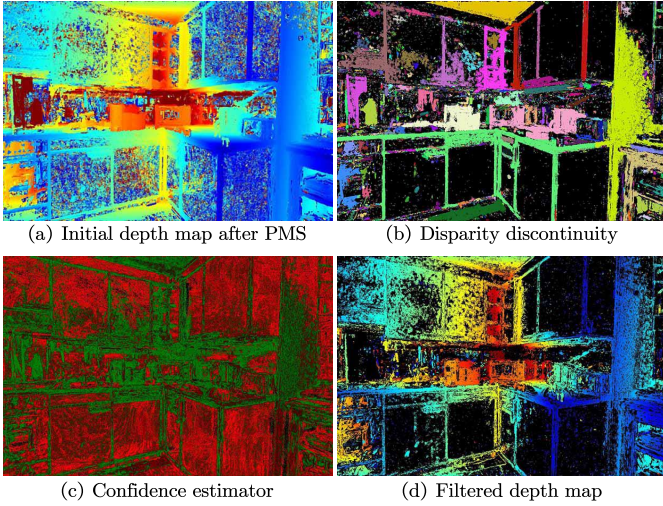 (a) Initial depth map after PMS
(b) Disparity discontinuity
(c) Confidence estimator
(d) Filtered depth map